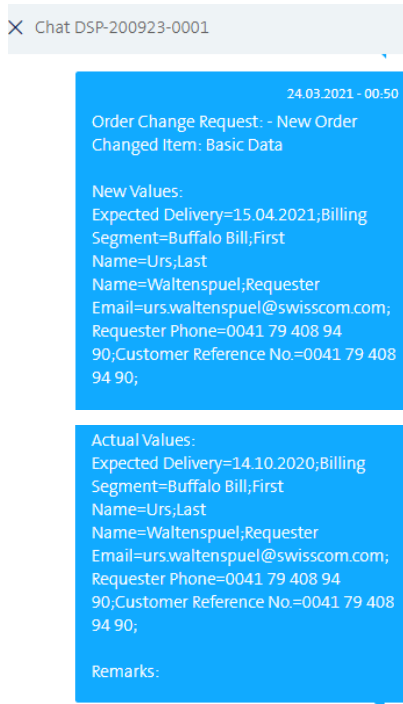 Chat DSP-200923-0001
24.03.2021 - 00:50
Order Change Request: - New Order
Changed Item: Basic Data
New Values:
Expected Delivery=15.04.2021;Billing
Segment=Buffalo Bill;First
Name=Urs;Last
Name=Waltenspuel;Requester
Email=urs.waltenspuel@swisscom.com;
Requester Phone=0041 79 408 94
90;Customer Reference No.=0041 79 408
94 90;
Actual Values:
Expected Delivery=14.10.2020;Billing
Segment=Buffalo Bill;First
Name=Urs;Last
Name=Waltenspuel;Requester
Email=urs.waltenspuel@swisscom.com;
Requester Phone=0041 79 408 94
90;Customer Reference No.=0041 79 408
94 90;
Remarks: